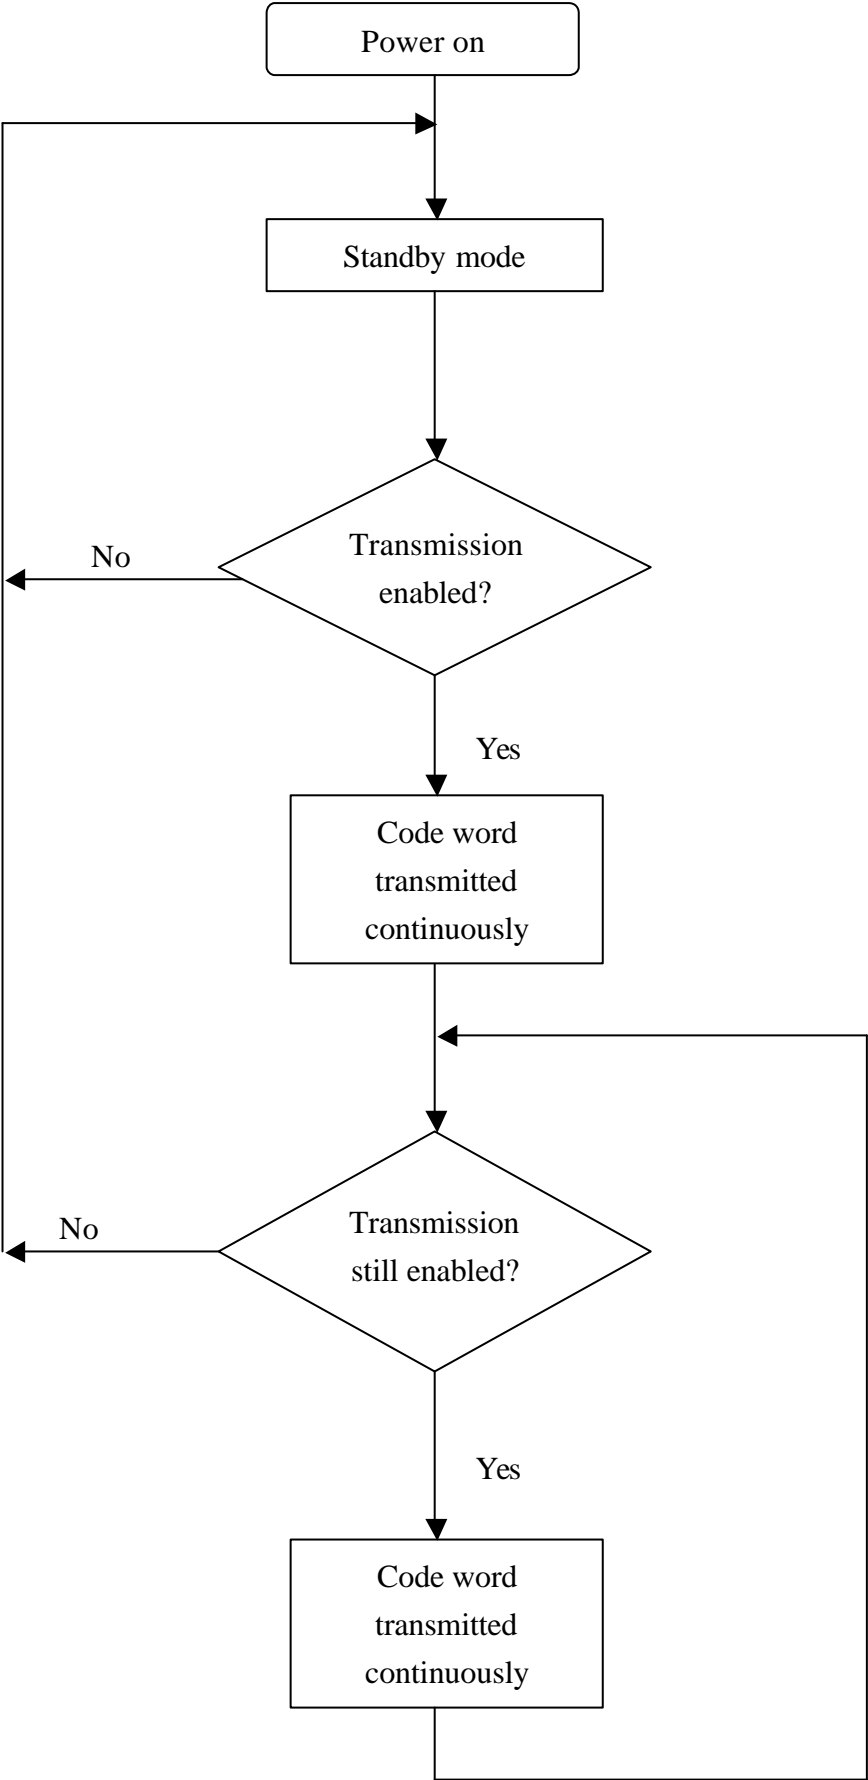 Power on
Standby mode
Transmission
enabled?
No
Yes
Code word
transmitted
continuously
Transmission
still enabled?
No
Yes
Code word
transmitted
continuously